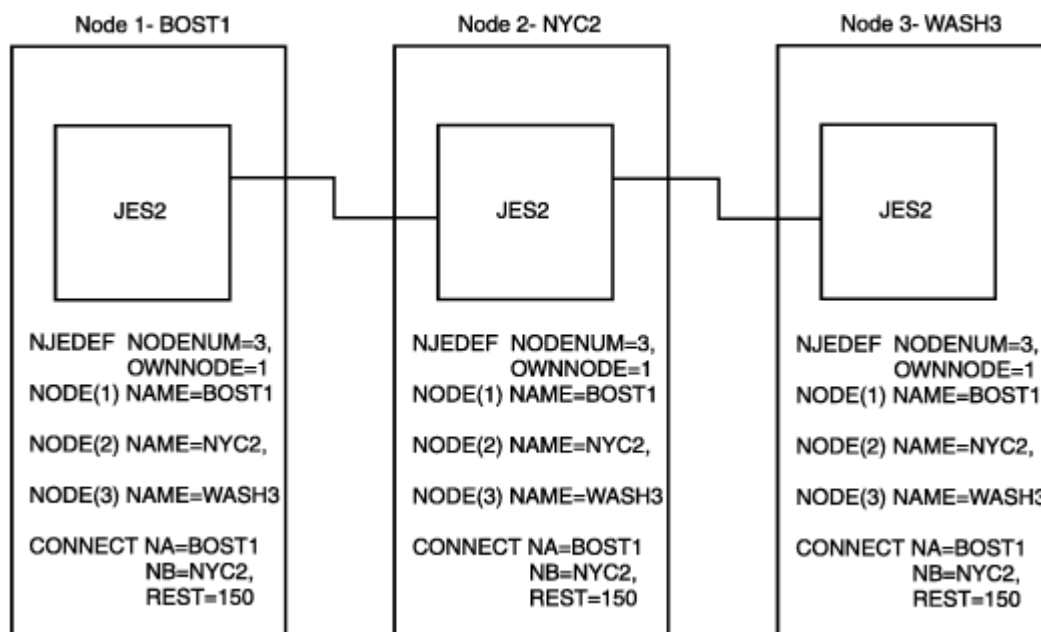 Node 1- BOST1
JES2
NJEDEF NODENUM=3,
OWNNODE=1
NODE(1) NAME=BOST1
NODE(2) NAME=NYC2,
NODE(3) NAME=WASH3
CONNECT NA=BOST1
NB=NYC2,
REST=150
Node 2- NYC2
JES2
NJEDEF NODENUM=3,
OWNNODE=1
NODE(1) NAME=BOST1
NODE(2) NAME=NYC2,
NODE(3) NAME=WASH3
CONNECT NA=BOST1
NB=NYC2,
REST=150
Node 3- WASH3
JES2
NJEDEF NODENUM=3,
OWNNODE=1
NODE(1) NAME=BOST1
NODE(2) NAME=NYC2,
NODE(3) NAME=WASH3
CONNECT NA=BOST1
NB=NYC2,
REST=150